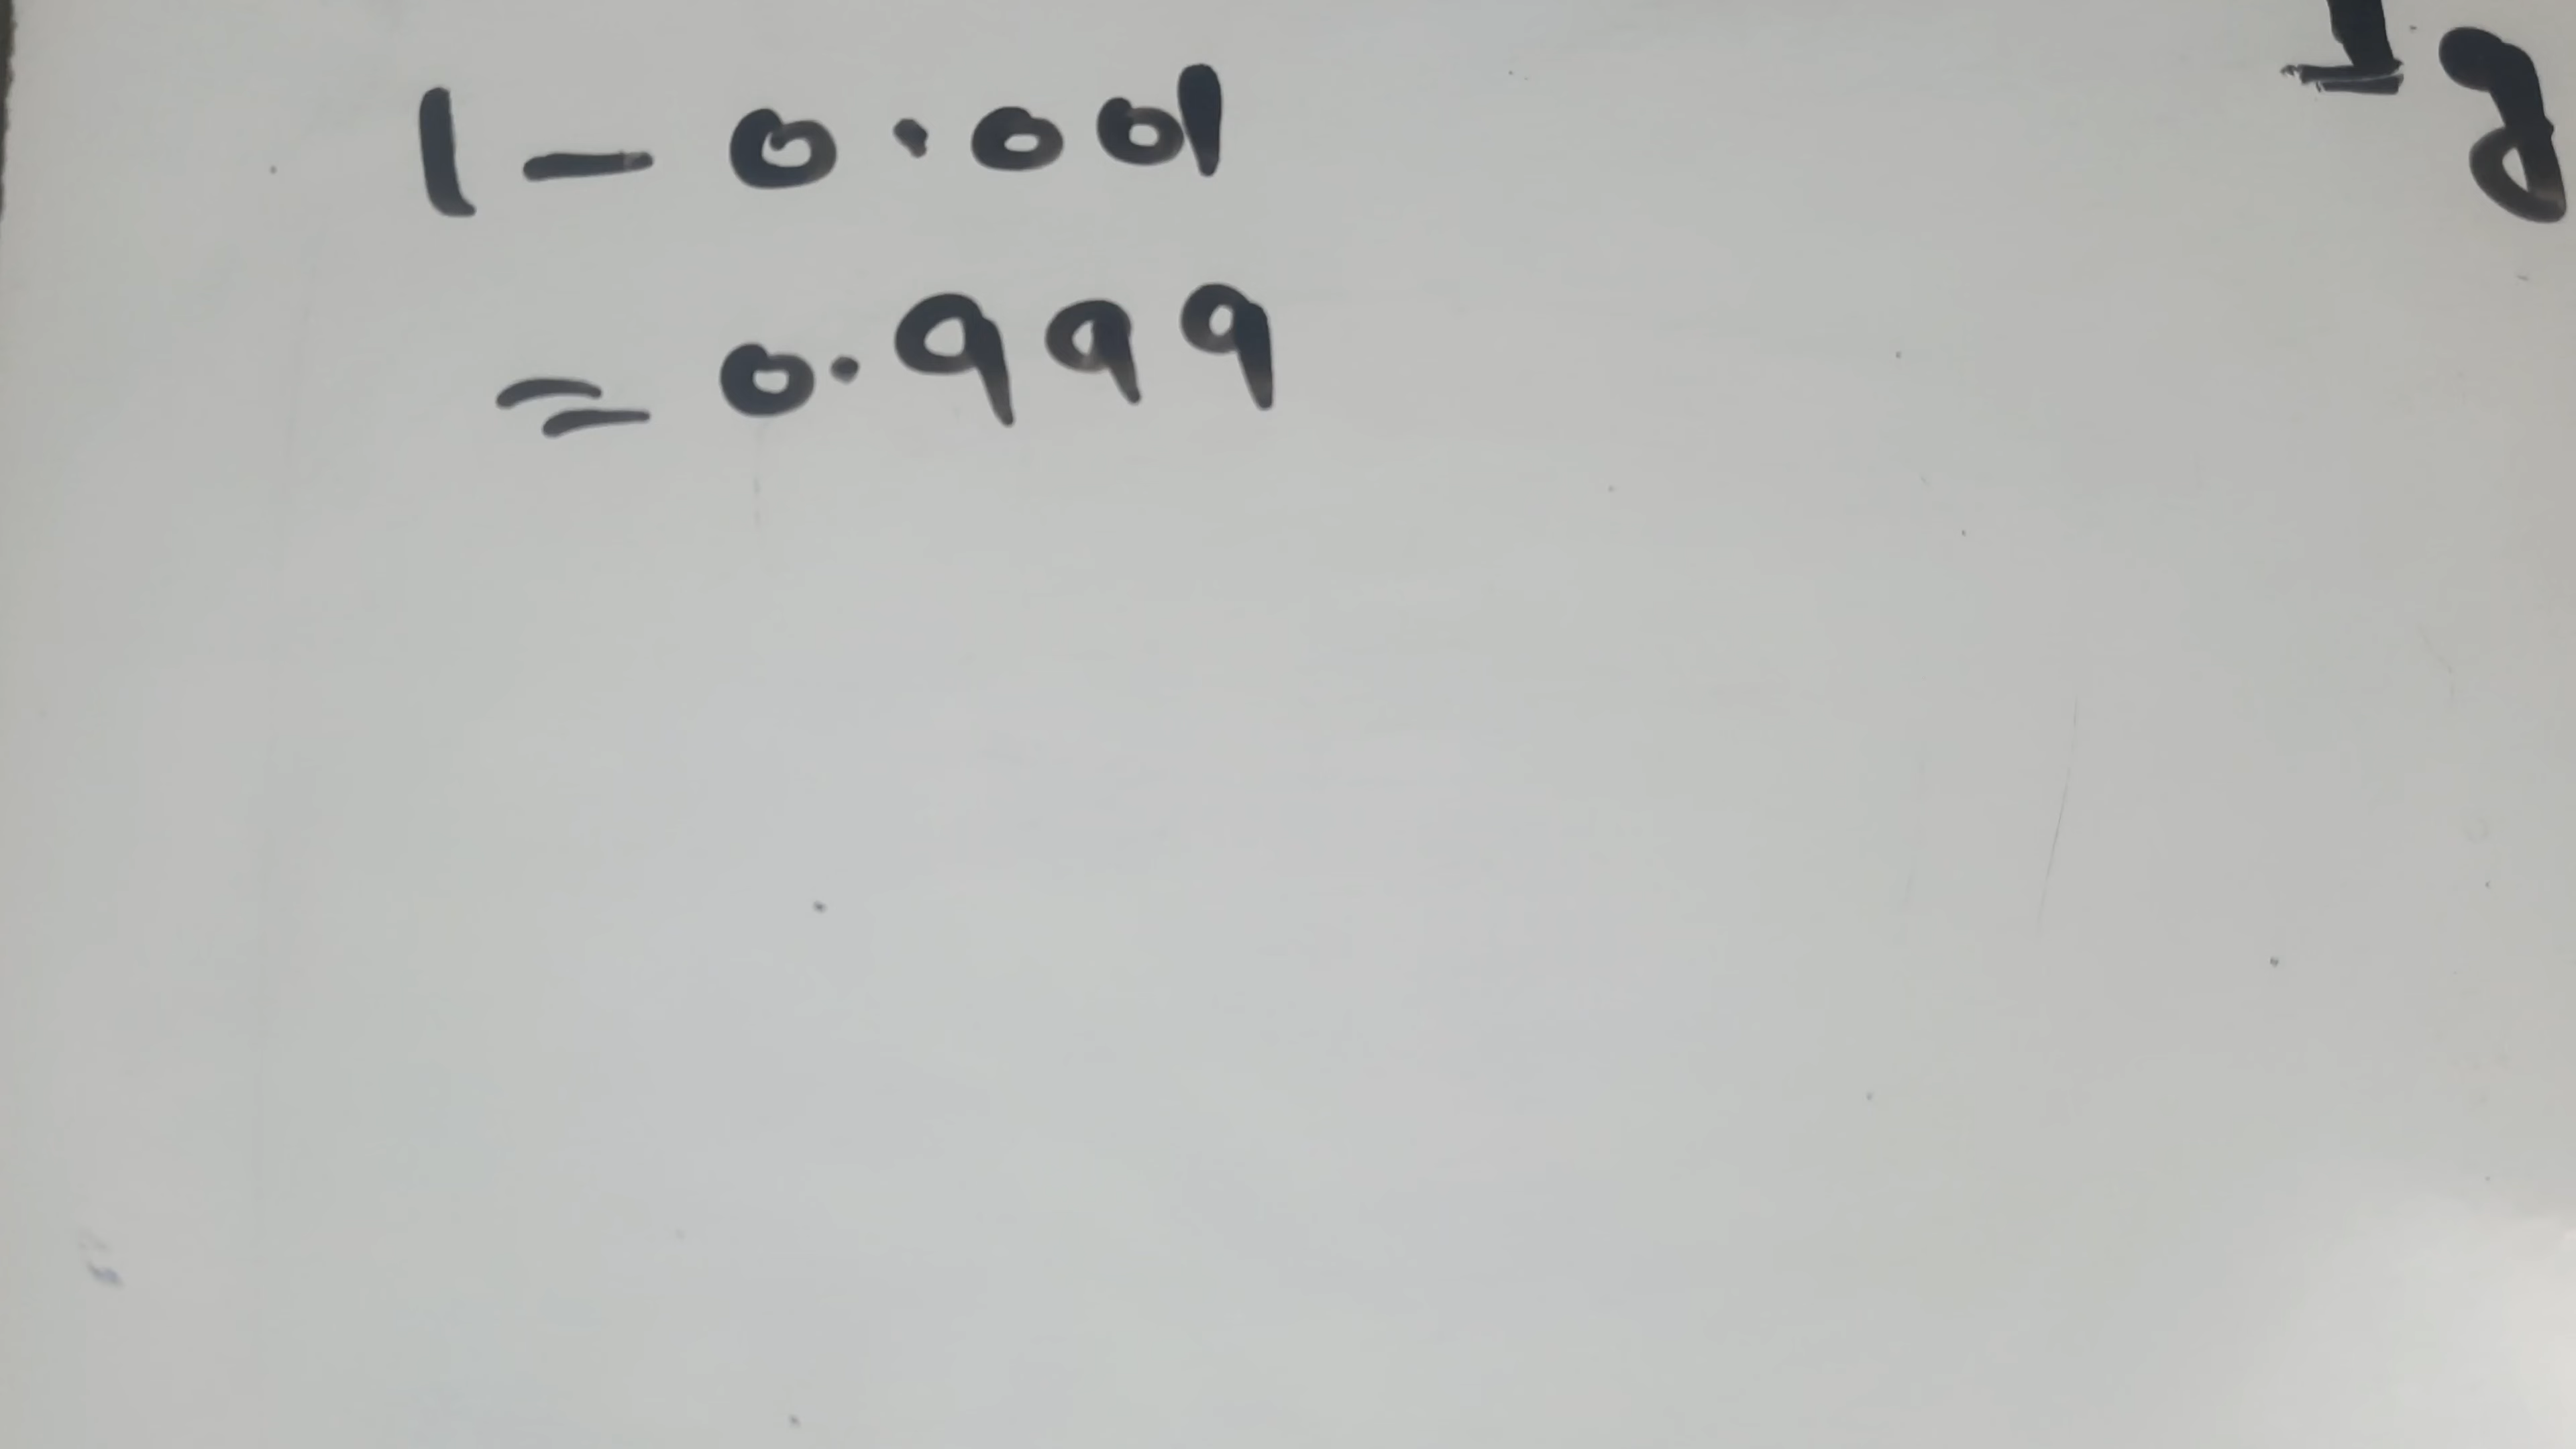 1 - 0.001
= 0.999